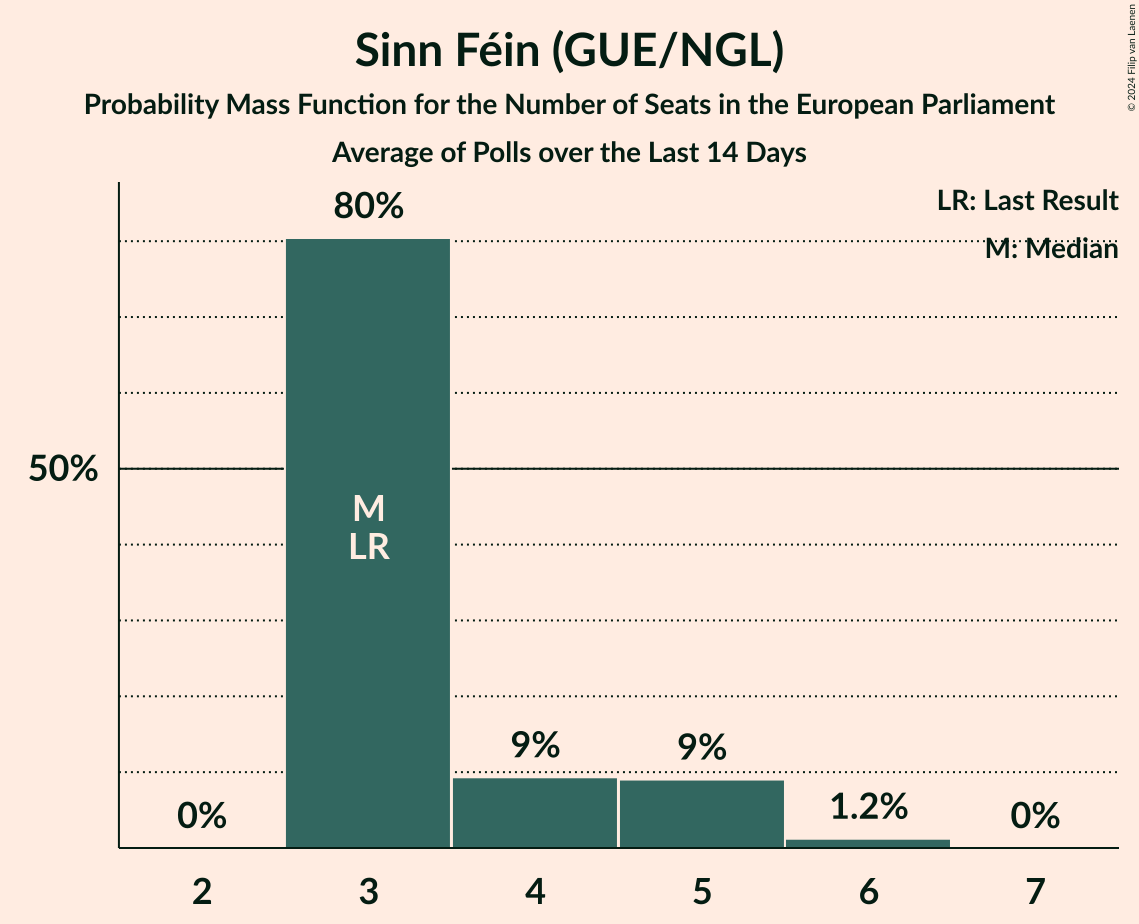 Sinn Féin (GUE/NGL)
Probability Mass Function for the Number of Seats in the European Parliament
Average of Polls over the Last 14 Days
© 2024 Filip van Laenen
LR: Last Result
M: Median
80%
50%
M
LR
9%
9%
1.2%
0%
0%
2
3
4
5
6
7